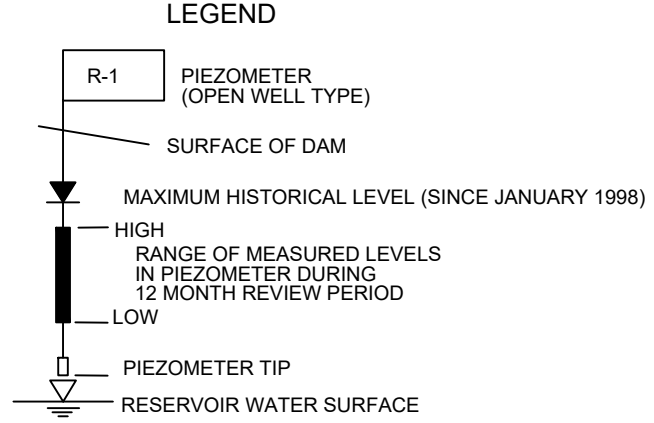 LEGEND
R-1
PIEZOMETER
(OPEN WELL TYPE)
SURFACE OF DAM
MAXIMUM HISTORICAL LEVEL (SINCE JANUARY 1998)
HIGH
RANGE OF MEASURED LEVELS
IN PIEZOMETER DURING
12 MONTH REVIEW PERIOD
LOW
PIEZOMETER TIP
RESERVOIR WATER SURFACE